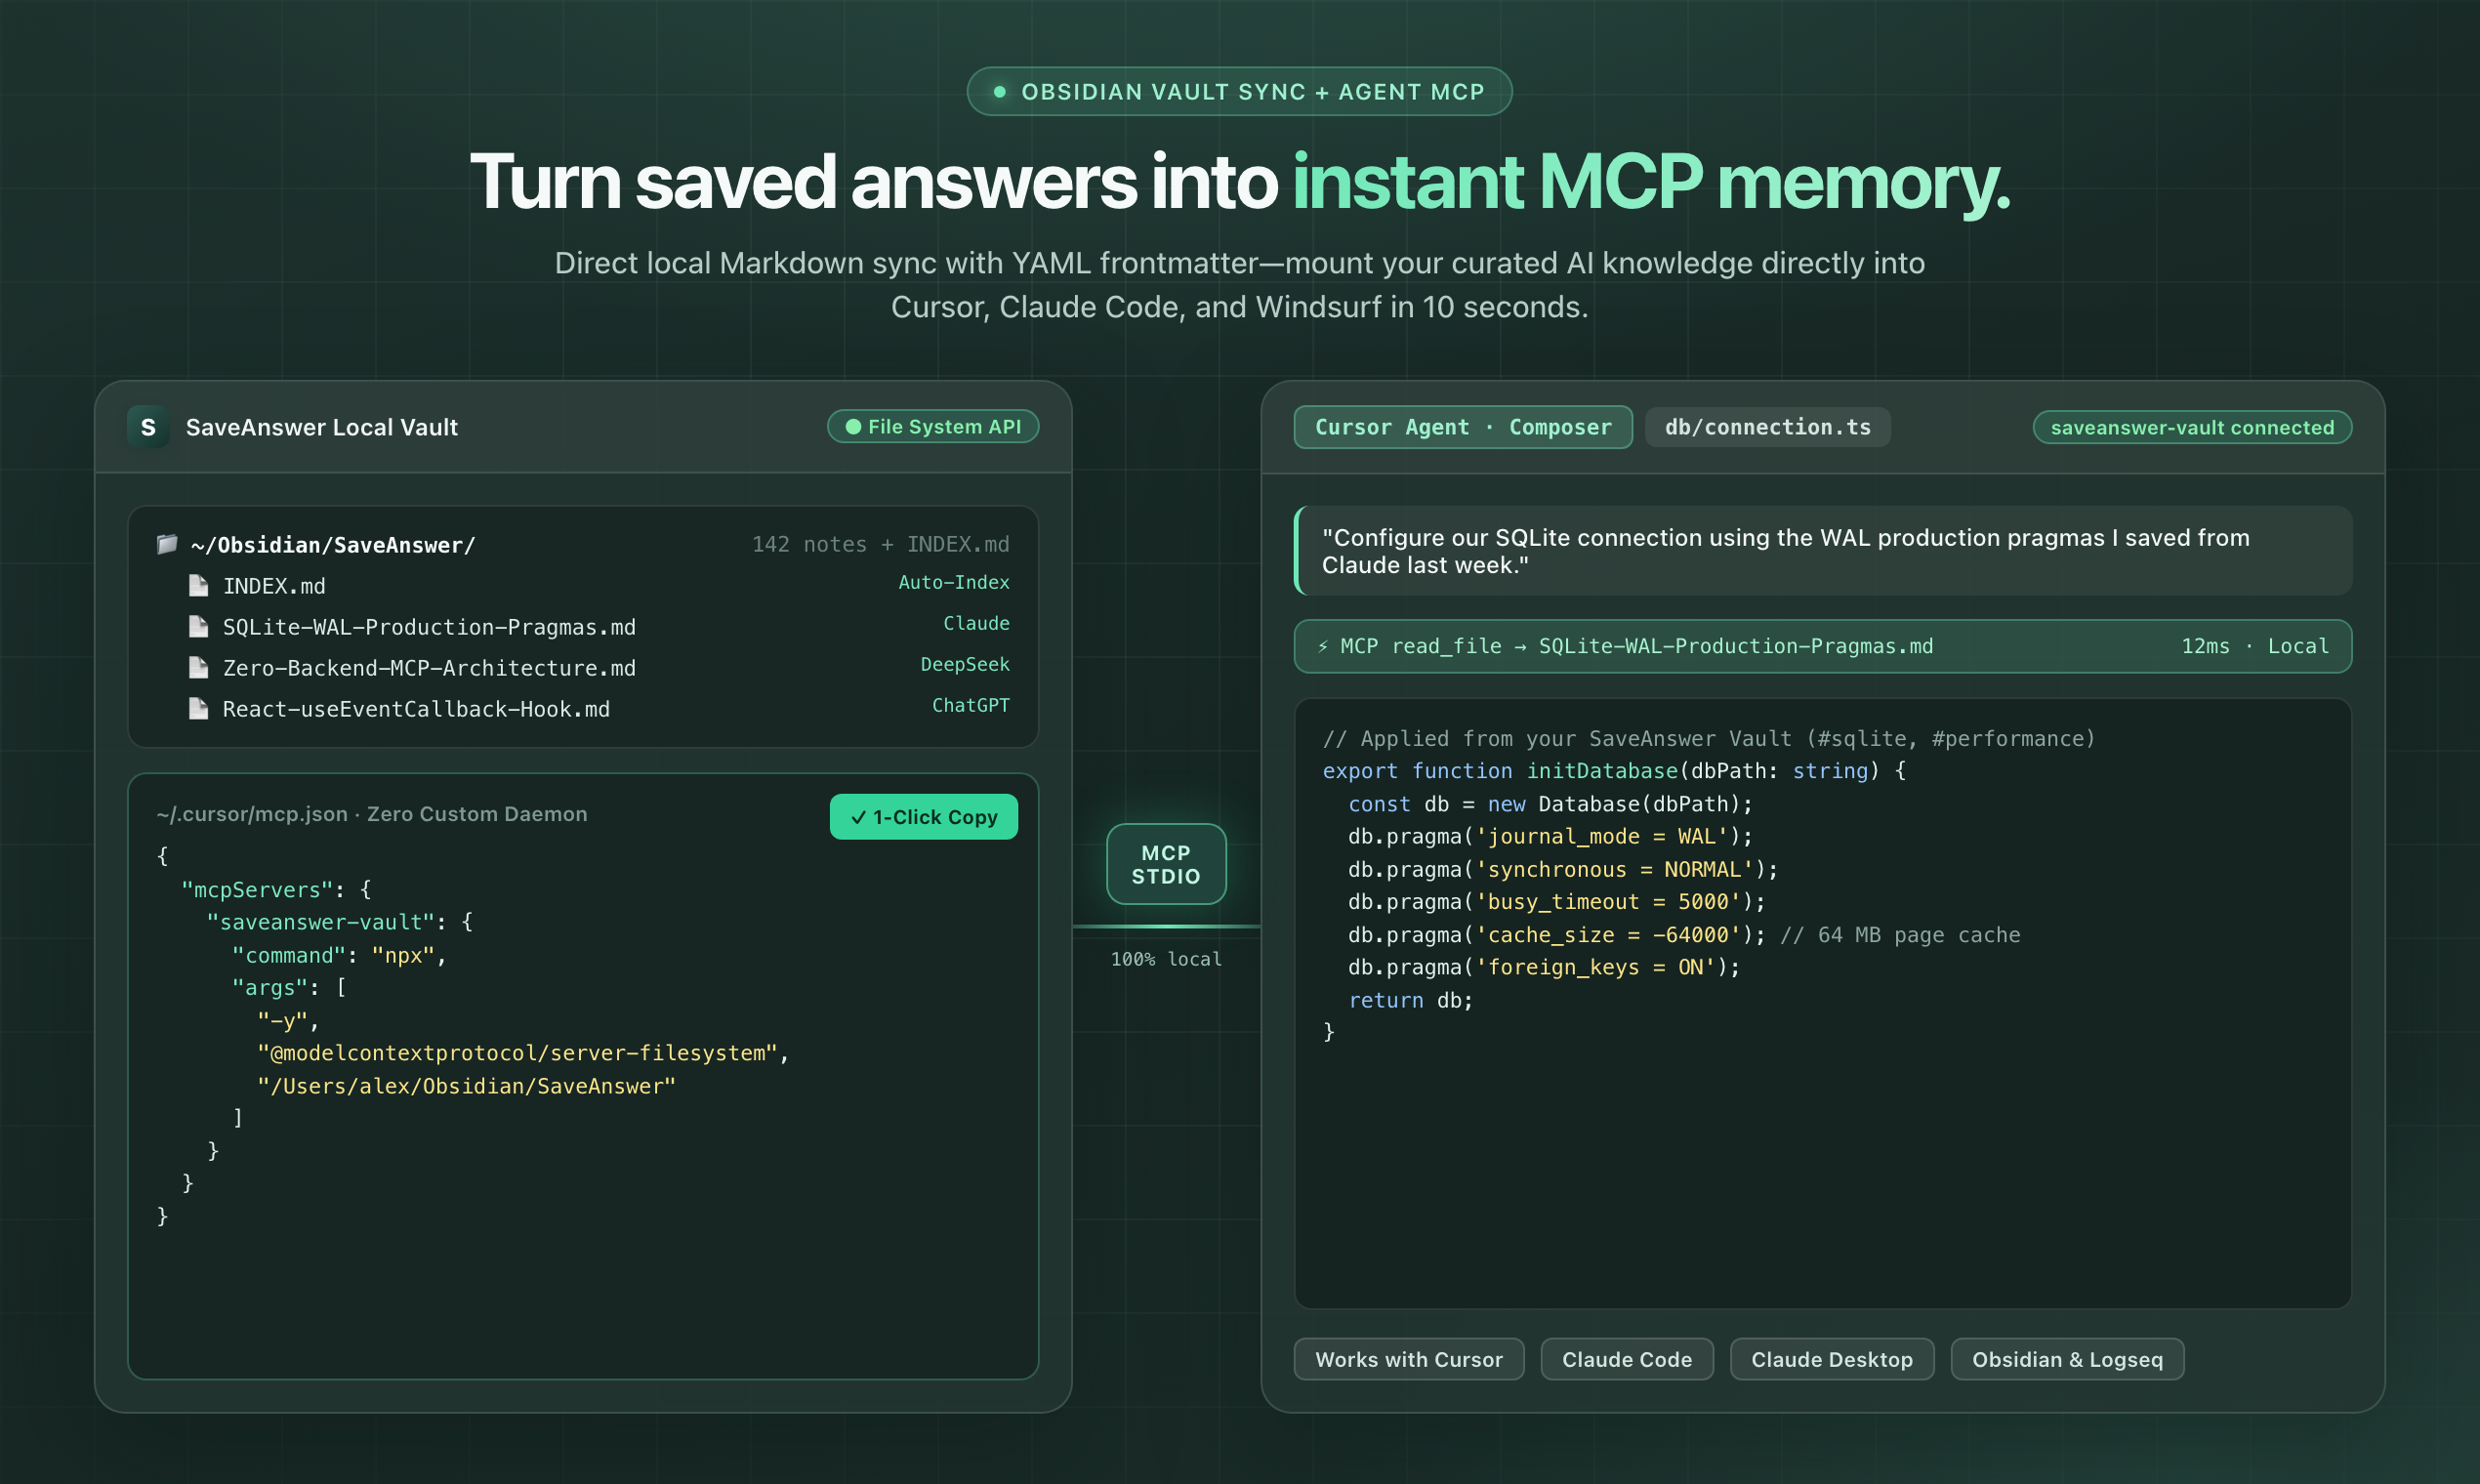 OBSIDIAN VAULT SYNC + AGENT MCP
Turn saved answers into instant MCP memory.
Direct local Markdown sync with YAML frontmatter—mount your curated AI knowledge directly into
Cursor, Claude Code, and Windsurf in 10 seconds.
S SaveAnswer Local Vault
File System API
~/Obsidian/SaveAnswer/ 142 notes + INDEX.md
INDEX.md Auto-Index
SQLite-WAL-Production-Pragmas.md Claude
Zero-Backend-MCP-Architecture.md DeepSeek
React-useEventCallback-Hook.md ChatGPT
~/.cursor/mcp.json · Zero Custom Daemon
✓ 1-Click Copy
{
  "mcpServers": {
    "saveanswer-vault": {
      "command": "npx",
      "args": [
        "-y",
        "@modelcontextprotocol/server-filesystem",
        "/Users/alex/Obsidian/SaveAnswer"
      ]
    }
  }
}
MCP
STDIO
100% local
Cursor Agent · Composer
db/connection.ts
saveanswer-vault connected
"Configure our SQLite connection using the WAL production pragmas I saved from
Claude last week."
⚡ MCP read_file → SQLite-WAL-Production-Pragmas.md 12ms · Local
// Applied from your SaveAnswer Vault (#sqlite, #performance)
export function initDatabase(dbPath: string) {
  const db = new Database(dbPath);
  db.pragma('journal_mode = WAL');
  db.pragma('synchronous = NORMAL');
  db.pragma('busy_timeout = 5000');
  db.pragma('cache_size = -64000'); // 64 MB page cache
  db.pragma('foreign_keys = ON');
  return db;
}
Works with Cursor
Claude Code
Claude Desktop
Obsidian & Logseq